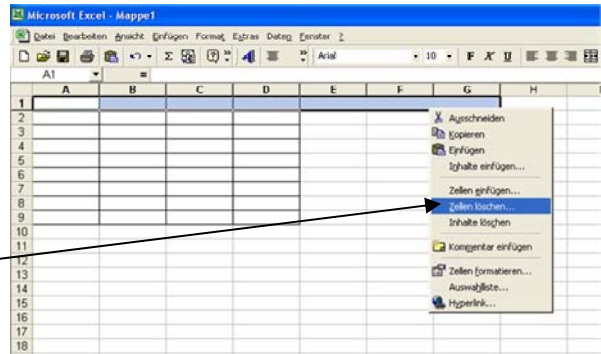 Microsoft Excel - Mappe1
Datei Bearbeiten Ansicht Einfügen Format Extras Daten Fenster ?
Arial 10 F K U
A1 =
A B C D E F G H
1
2
3
4
5
6
7
8
9
10
11
12
13
14
15
16
17
18
Ausschneiden
Kopieren
Einfügen
Inhalte einfügen...
Zellen einfügen...
Zellen löschen...
Inhalte löschen
Kommentar einfügen
Zellen formatieren...
Auswahlliste...
Hyperlink...